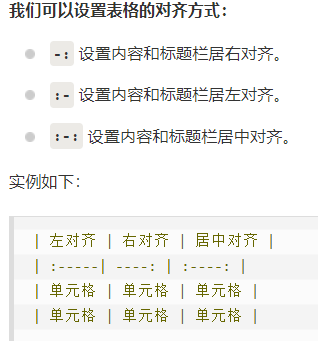 我们可以设置表格的对齐方式：
-: 设置内容和标题栏居右对齐。
:- 设置内容和标题栏居左对齐。
:-: 设置内容和标题栏居中对齐。
实例如下：
| 左对齐 | 右对齐 | 居中对齐 |
| :-----| ----: | :----: |
| 单元格 | 单元格 | 单元格 |
| 单元格 | 单元格 | 单元格 |